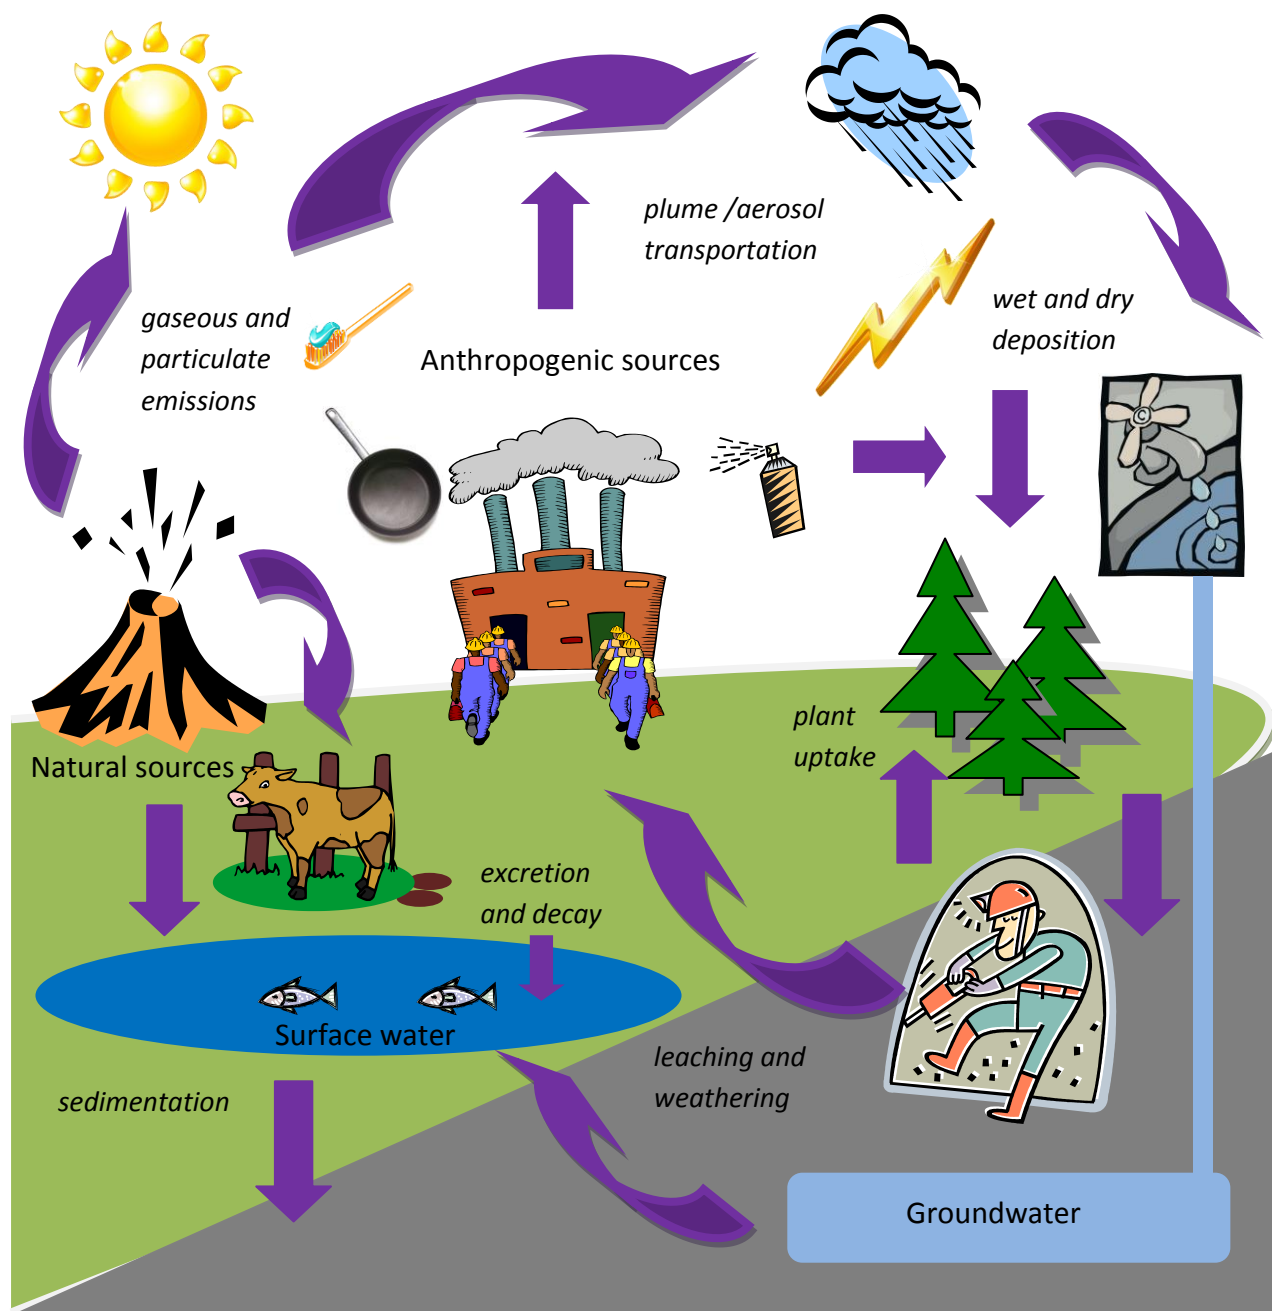 plume /aerosol
transportation
gaseous and
particulate
emissions
wet and dry
deposition
Anthropogenic sources
C
plant
uptake
Natural sources
excretion
and decay
Surface water
leaching and
weathering
sedimentation
Groundwater